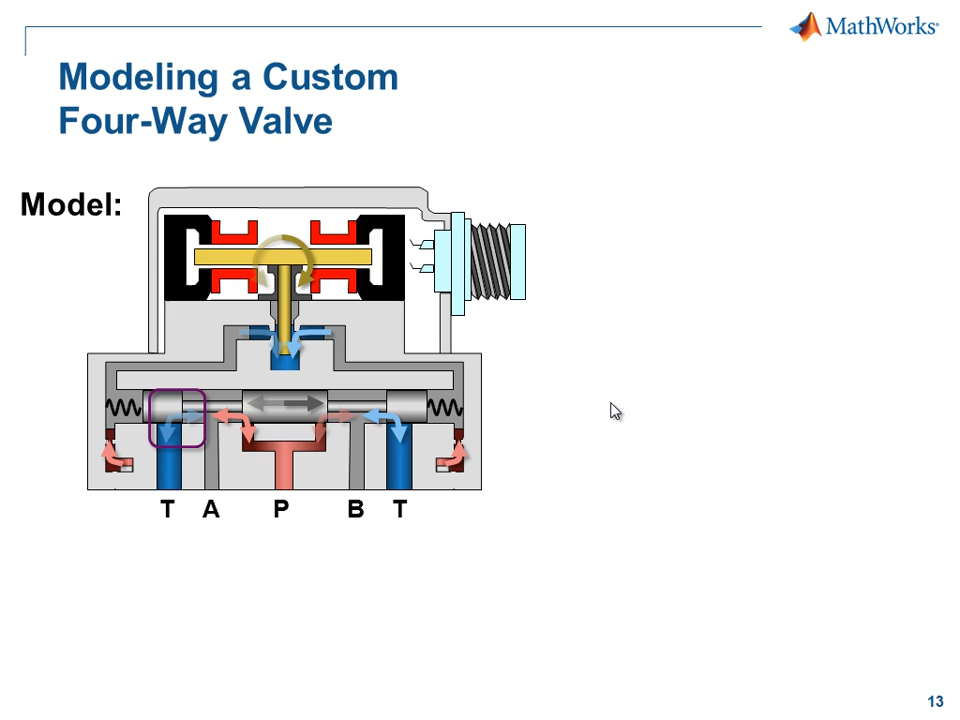 MathWorks®
Modeling a Custom
Four-Way Valve
Model:
T A P B T
13